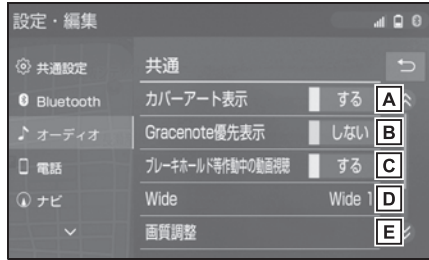 設定・編集
共通設定
Bluetooth
オーディオ
電話
ナビ
共通
カバーアート表示 する A
Gracenote優先表示 しない B
ブレーキホールド等作動中の動画視聴 する C
Wide Wide 1 D
画質調整 E